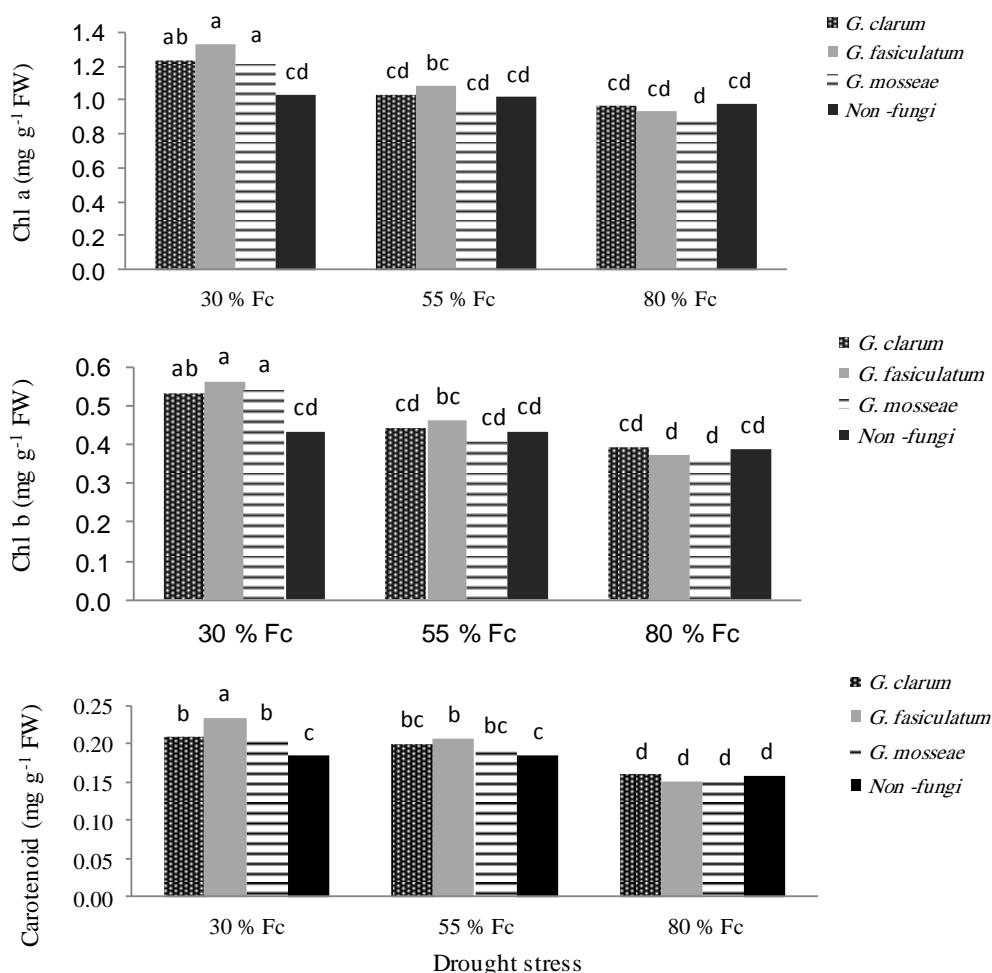 Chl a (mg g-1 FW)
1.4
1.2
1.0
0.8
0.6
0.4
0.2
0.0
ab a a cd
cd bc cd cd
cd cd d cd
30 % Fc 55 % Fc 80 % Fc
G. clarum
G. fasiculatum
G. mosseae
Non -fungi
Chl b (mg g-1 FW)
0.6
0.5
0.4
0.3
0.2
0.1
0.0
ab a a cd
cd bc cd cd
cd d d cd
30 % Fc 55 % Fc 80 % Fc
G. clarum
G. fasiculatum
G. mosseae
Non -fungi
Carotenoid (mg g-1 FW)
0.25
0.20
0.15
0.10
0.05
0.00
b a b c
bc b bc c
d d d d
30 % Fc 55 % Fc 80 % Fc
Drought stress
G. clarum
G. fasiculatum
G. mosseae
Non -fungi